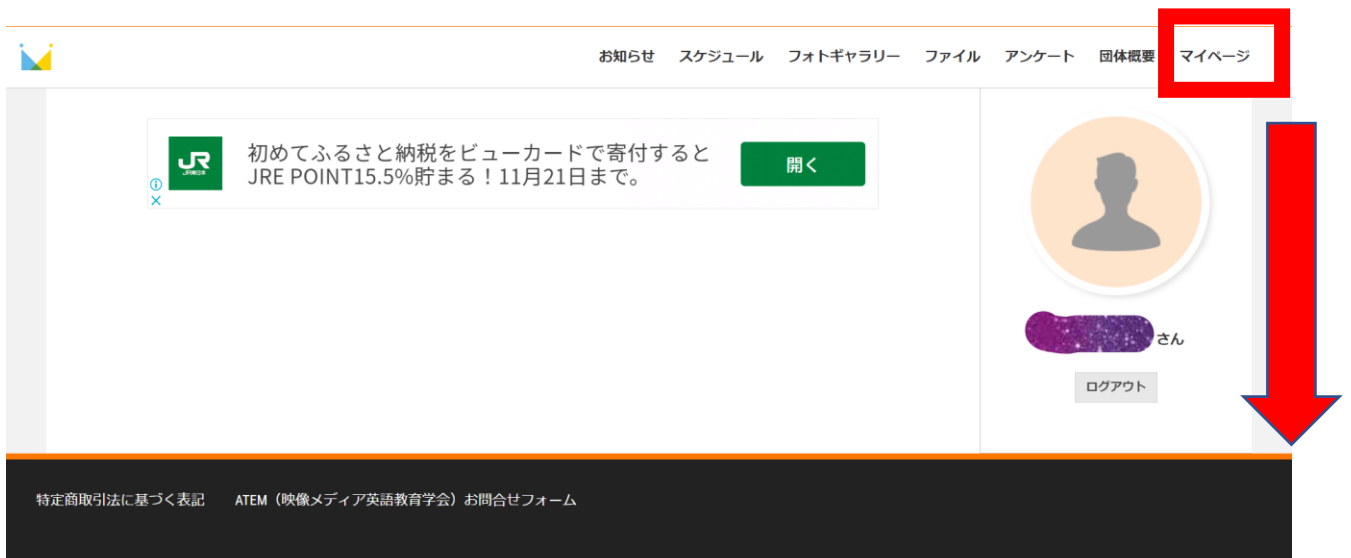 お知らせ スケジュール フォトギャラリー ファイル アンケート 団体概要 マイページ
JR
JR東日本
初めてふるさと納税をビューカードで寄付すると
JRE POINT15.5%貯まる！11月21日まで。
開く
さん
ログアウト
特定商取引法に基づく表記 ATEM（映像メディア英語教育学会）お問合せフォーム